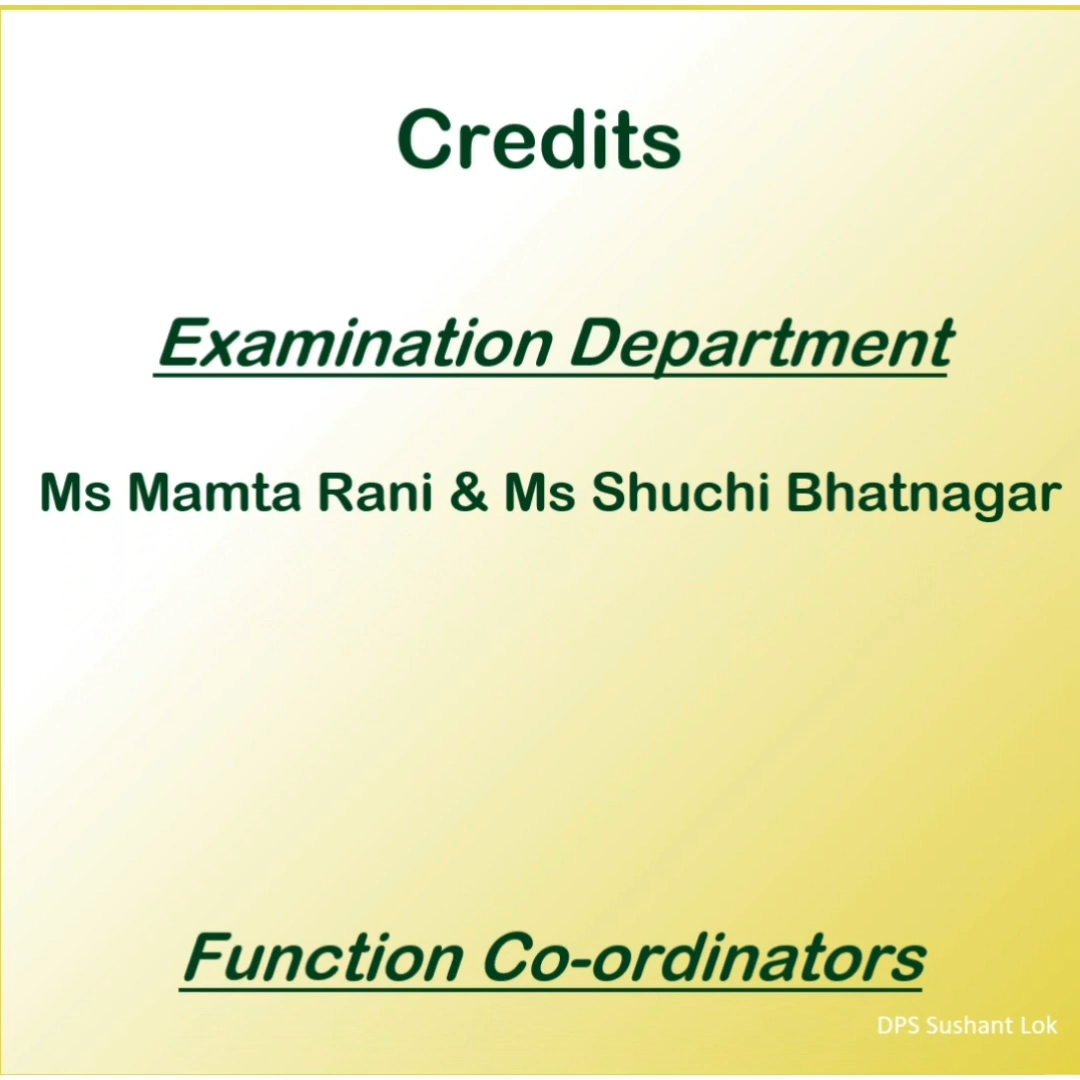 Credits
Examination Department
Ms Mamta Rani & Ms Shuchi Bhatnagar
Function Co-ordinators
DPS Sushant Lok